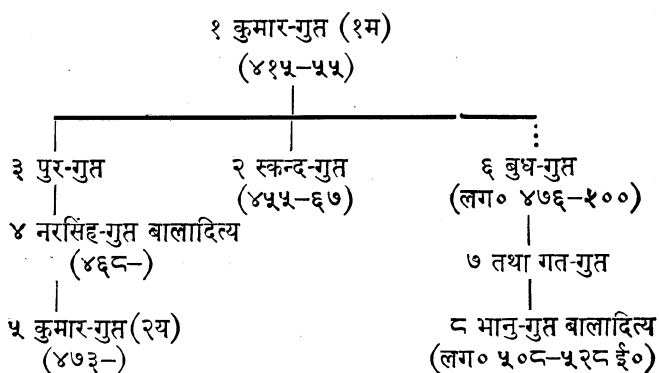 १ कुमार-गुप्त (१म)
(४१५–५५)
३ पुर-गुप्त २ स्कन्द-गुप्त ६ बुध-गुप्त
(४५५–६७) (लग० ४७६–५००)
४ नरसिंह-गुप्त बालादित्य
(४६८–) ७ तथा गत-गुप्त
५ कुमार-गुप्त(२य) ८ भानु-गुप्त बालादित्य
(४७३–) (लग० ५०८–५२८ ई०)